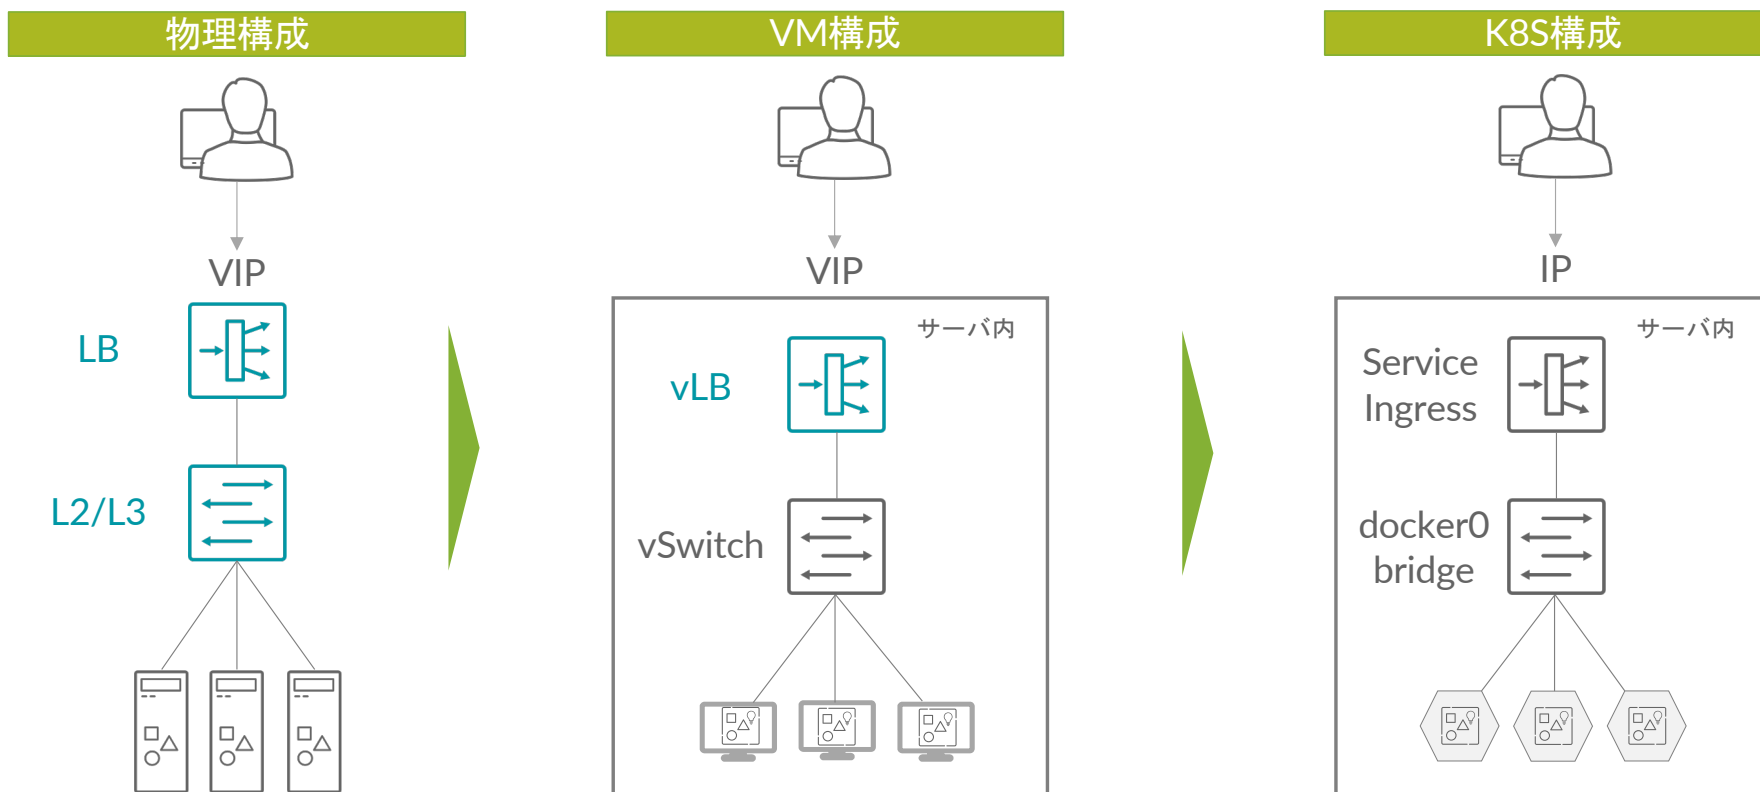 物理構成
VIP
LB
L2/L3
VM構成
VIP
サーバ内
vLB
vSwitch
K8S構成
IP
サーバ内
Service
Ingress
docker0
bridge